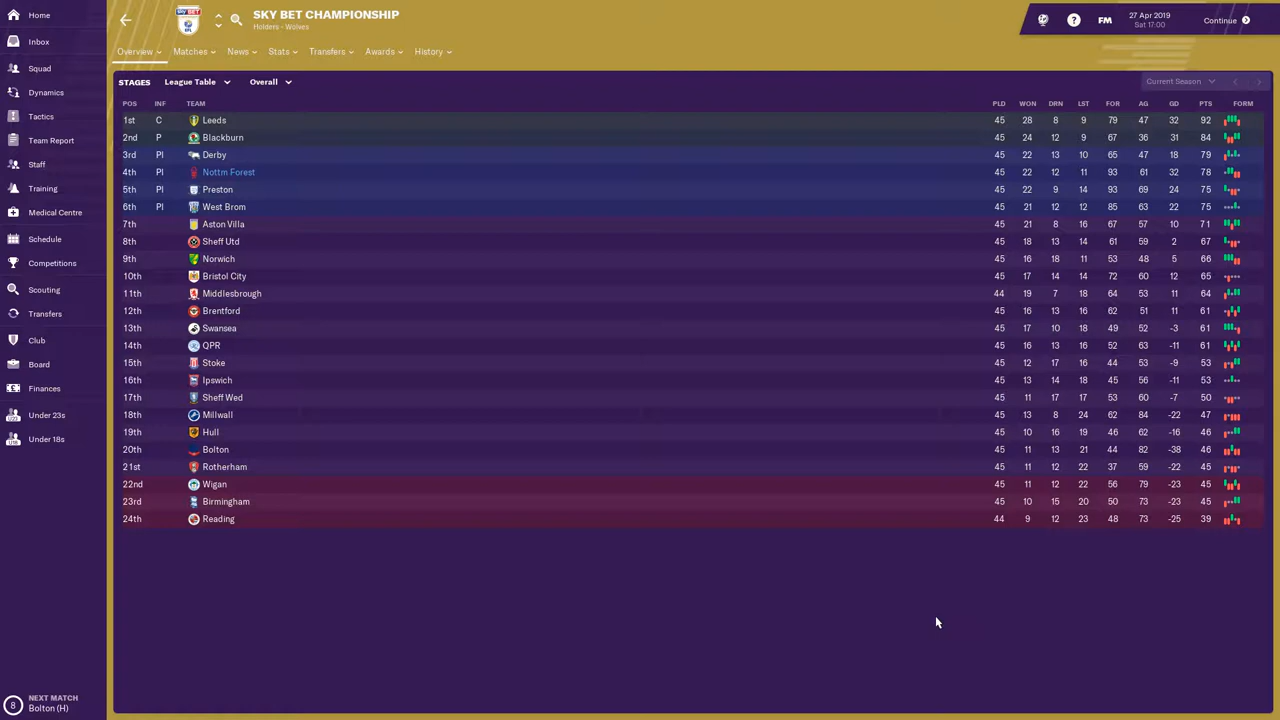 Home
Inbox
Squad
Dynamics
Tactics
Team Report
Staff
Training
Medical Centre
Schedule
Competitions
Scouting
Transfers
Club
Board
Finances
Under 23s
Under 18s
8 NEXT MATCH
Bolton (H)
SKY BET CHAMPIONSHIP
Holders - Wolves
FM
27 Apr 2019
Sat 17:00
Continue
Overview Matches News Stats Transfers Awards History
STAGES League Table Overall Current Season
POS INF TEAM PLD WON DRN LST FOR AG GD PTS FORM
1st C Leeds 45 28 8 9 79 47 32 92
2nd P Blackburn 45 24 12 9 67 36 31 84
3rd Pl Derby 45 22 13 10 65 47 18 79
4th Pl Nottm Forest 45 22 12 11 93 61 32 78
5th Pl Preston 45 22 9 14 93 69 24 75
6th Pl West Brom 45 21 12 12 85 63 22 75
7th Aston Villa 45 21 8 16 67 57 10 71
8th Sheff Utd 45 18 13 14 61 59 2 67
9th Norwich 45 16 18 11 53 48 5 66
10th Bristol City 45 17 14 14 72 60 12 65
11th Middlesbrough 44 19 7 18 64 53 11 64
12th Brentford 45 16 13 16 62 51 11 61
13th Swansea 45 17 10 18 49 52 -3 61
14th QPR 45 16 13 16 52 63 -11 61
15th Stoke 45 12 17 16 44 53 -9 53
16th Ipswich 45 13 14 18 45 56 -11 53
17th Sheff Wed 45 11 17 17 53 60 -7 50
18th Millwall 45 13 8 24 62 84 -22 47
19th Hull 45 10 16 19 46 62 -16 46
20th Bolton 45 11 13 21 44 82 -38 46
21st Rotherham 45 11 12 22 37 59 -22 45
22nd Wigan 45 11 12 22 56 79 -23 45
23rd Birmingham 45 10 15 20 50 73 -23 45
24th Reading 44 9 12 23 48 73 -25 39